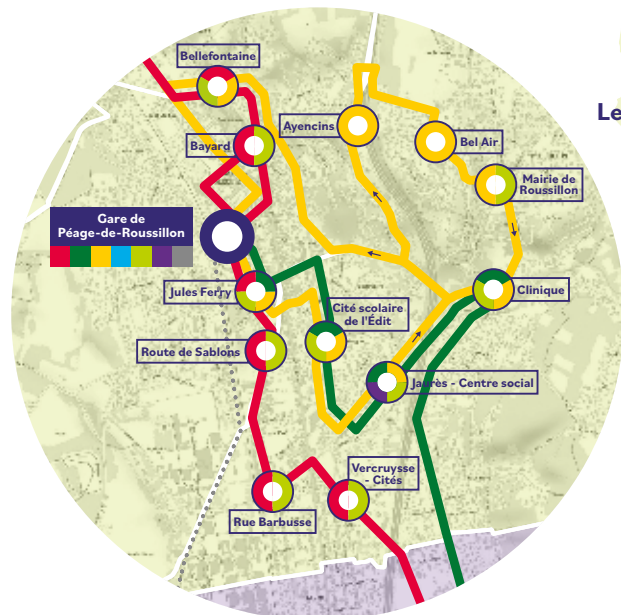 Bellefontaine
Le
Ayencins
Bel Air
Bayard
Mairie de
Roussillon
Gare de
Péage-de-Roussillon
Jules Ferry
Clinique
Cité scolaire
de l'Édit
Route de Sablons
Jaurès - Centre social
Vercruysse
- Cités
Rue Barbusse